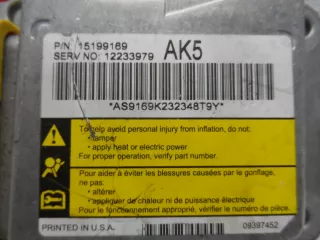 P/N: 15199169 AK5
SERV NO: 12233979
*AS9169K232348T9Y*
To help avoid personal injury from inflation, do not:
• tamper
• apply heat or electric power
For proper operation, verify part number.
Pour aider à éviter les blessures causées par le gonflage,
ne pas:
• altérer
• appliquer de chaleur ni de puissance électrique
Pour le fonctionnement approprié, vérifier le numéro de pièce.
PRINTED IN U.S.A. 09397452